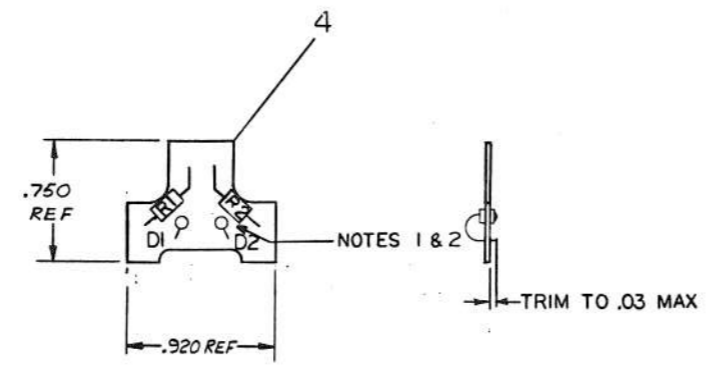 4
.750
REF
R1
R2
D1
D2
NOTES 1 & 2
TRIM TO .03 MAX
.920 REF